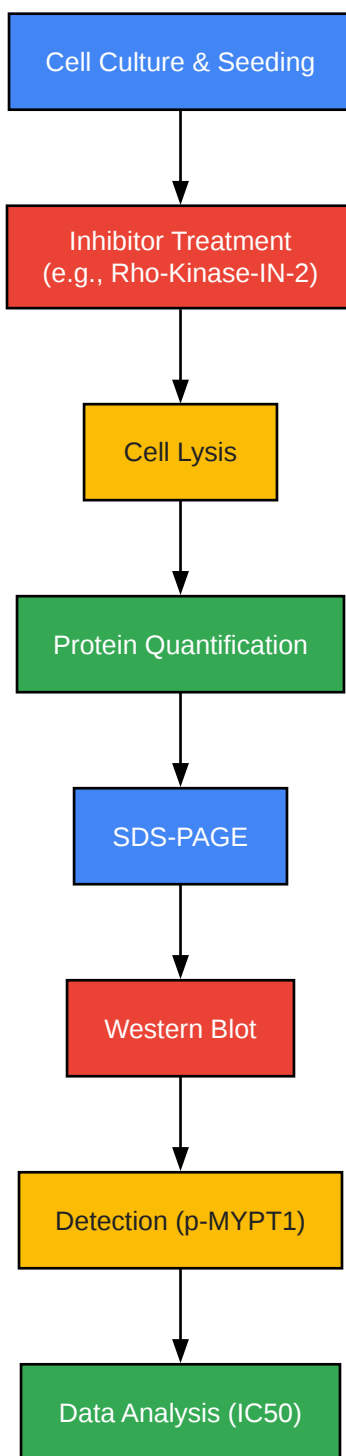 Cell Culture & Seeding
Inhibitor Treatment
(e.g., Rho-Kinase-IN-2)
Cell Lysis
Protein Quantification
SDS-PAGE
Western Blot
Detection (p-MYPT1)
Data Analysis (IC50)